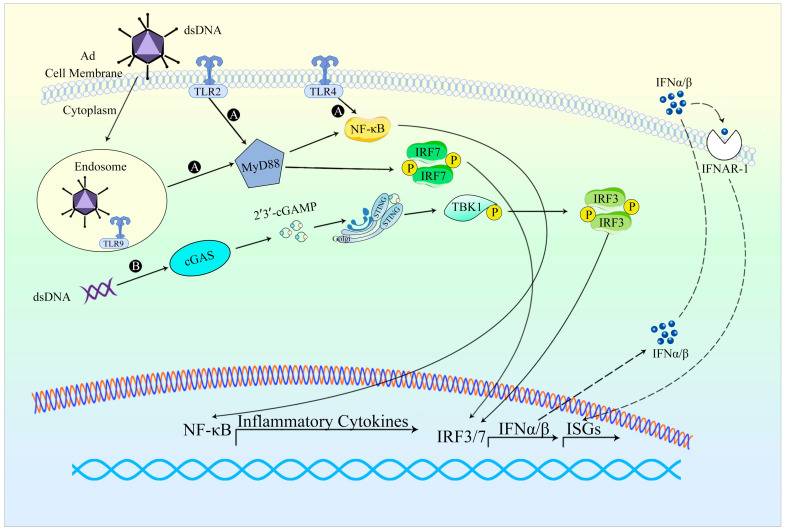 dsDNA
Ad
Cell Membrane
Cytoplasm
TLR2
TLR4
IFNα/β
IFNAR-1
A
A
NF-κB
Endosome
A
MyD88
IRF7
P
P
IRF7
TLR9
2′3′-cGAMP
STING
STING
Golgi
TBK1
P
IRF3
P
P
IRF3
B
cGAS
dsDNA
IFNα/β
NF-κB
Inflammatory Cytokines
IRF3/7
IFNα/β
ISGs